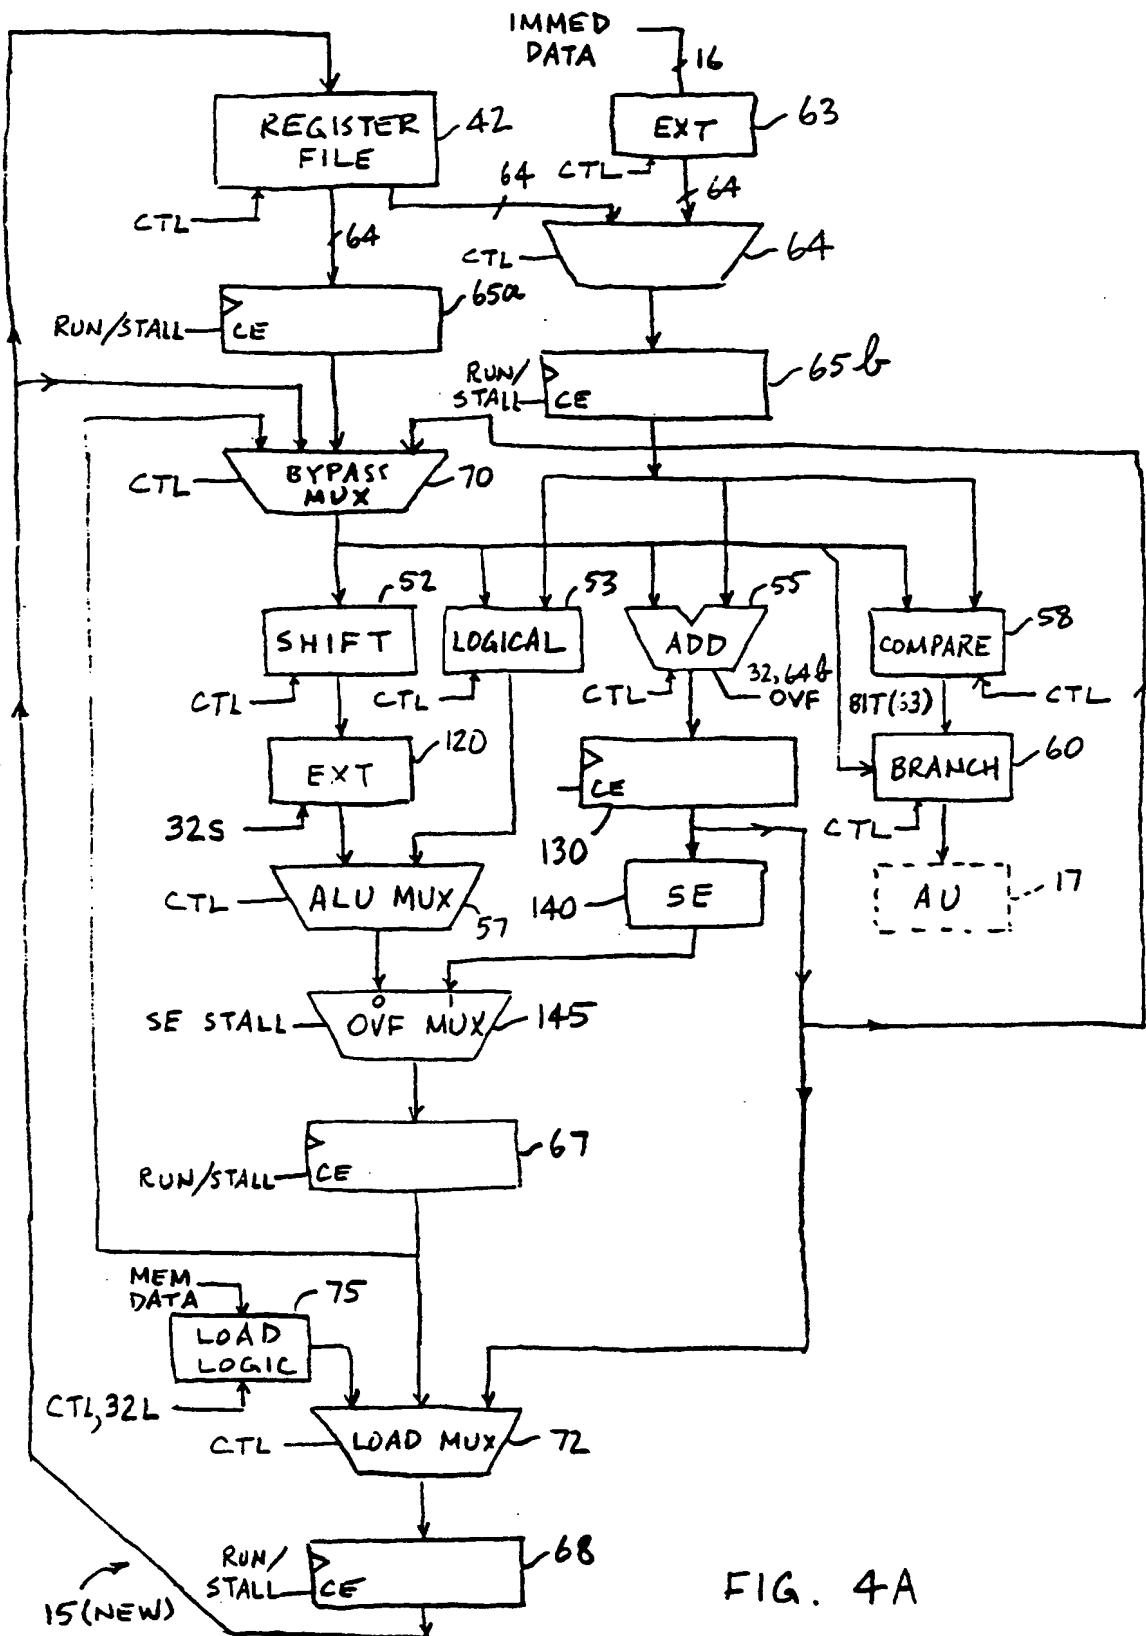 IMMED
DATA
16
REGISTER
FILE
42
EXT
63
CTL
64
64
CTL
64
CTL
64
65a
RUN/STALL
CE
65b
RUN/
STALL
CE
CTL
BYPASS
MUX
70
52
53
55
SHIFT
LOGICAL
ADD
COMPARE
58
32,64b
OVF
CTL
CTL
CTL
CTL
BIT(63)
120
EXT
CE
BRANCH
60
32S
130
CTL
CTL
ALU MUX
57
140
SE
AU
17
SE STALL
0
1
OVF MUX
145
67
RUN/STALL
CE
MEM
DATA
75
LOAD
LOGIC
CTL,32L
CTL
LOAD MUX
72
RUN/
STALL
CE
68
15(NEW)
FIG. 4A